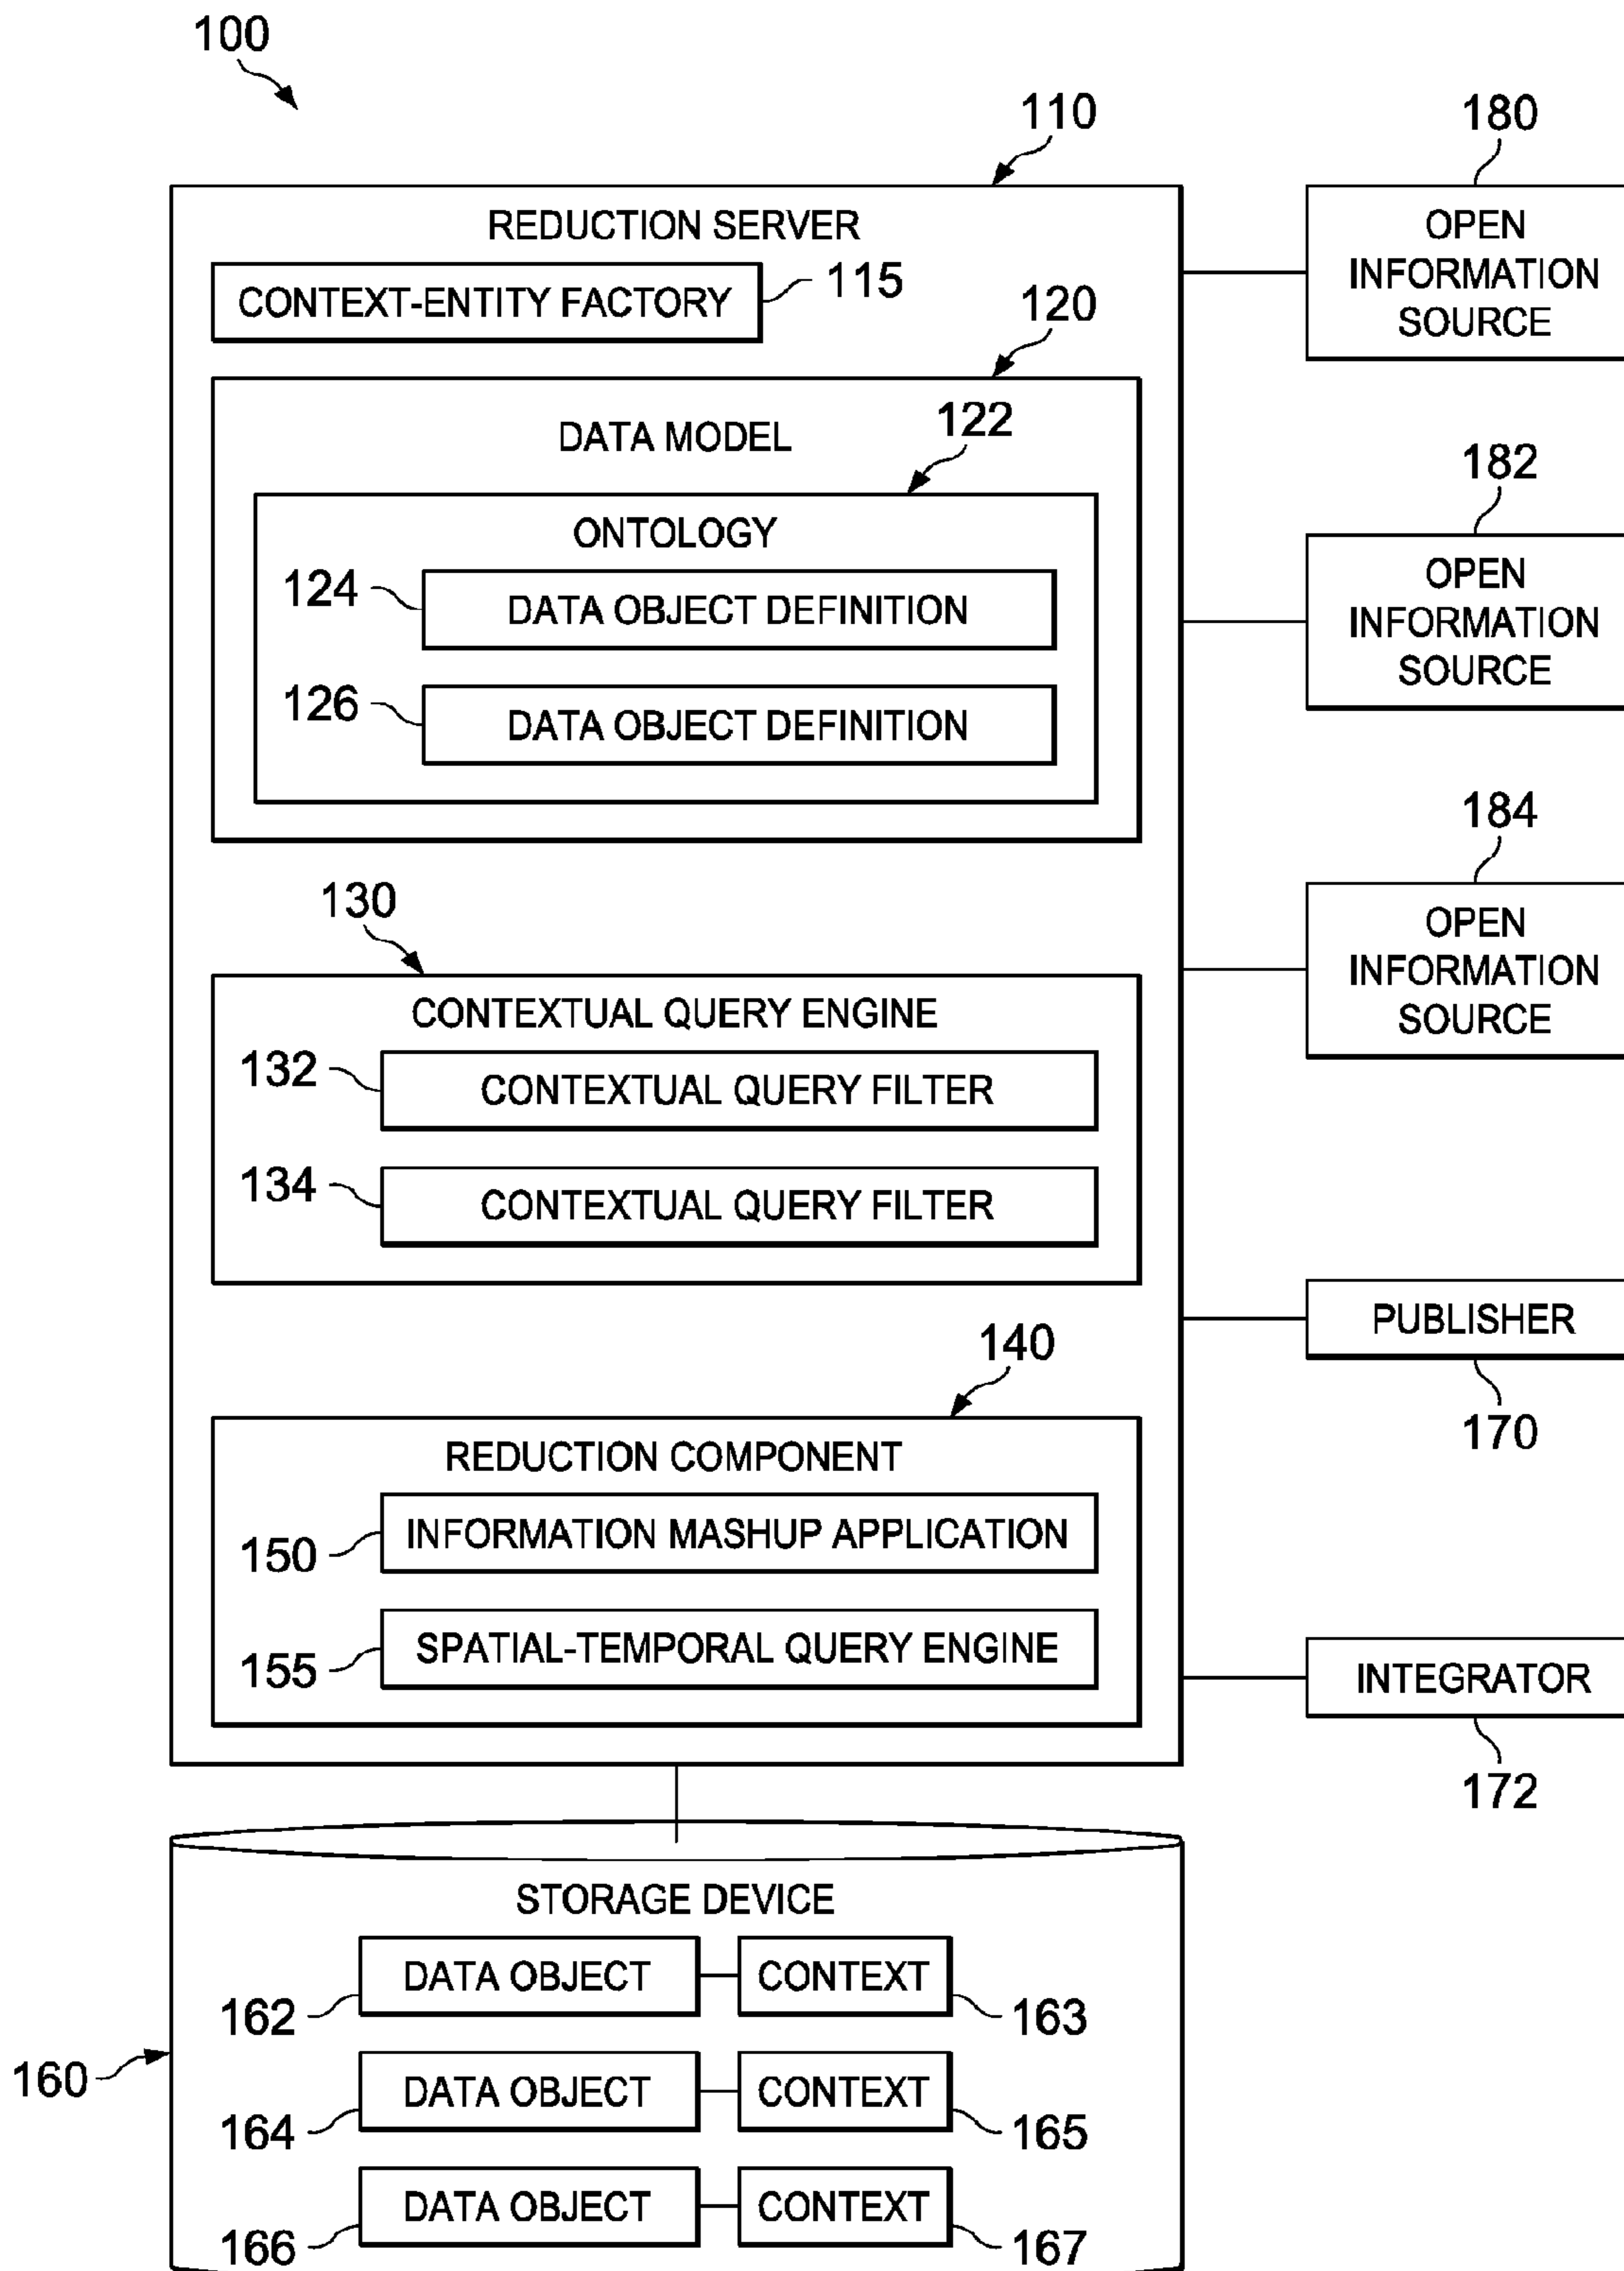 100
110
180
REDUCTION SERVER
OPEN
INFORMATION
SOURCE
CONTEXT-ENTITY FACTORY
115
120
DATA MODEL
122
182
ONTOLOGY
OPEN
INFORMATION
SOURCE
124
DATA OBJECT DEFINITION
126
DATA OBJECT DEFINITION
184
130
OPEN
INFORMATION
SOURCE
CONTEXTUAL QUERY ENGINE
132
CONTEXTUAL QUERY FILTER
134
CONTEXTUAL QUERY FILTER
PUBLISHER
170
140
REDUCTION COMPONENT
150
INFORMATION MASHUP APPLICATION
155
SPATIAL-TEMPORAL QUERY ENGINE
INTEGRATOR
172
STORAGE DEVICE
DATA OBJECT
CONTEXT
162
163
160
DATA OBJECT
CONTEXT
164
165
DATA OBJECT
CONTEXT
166
167